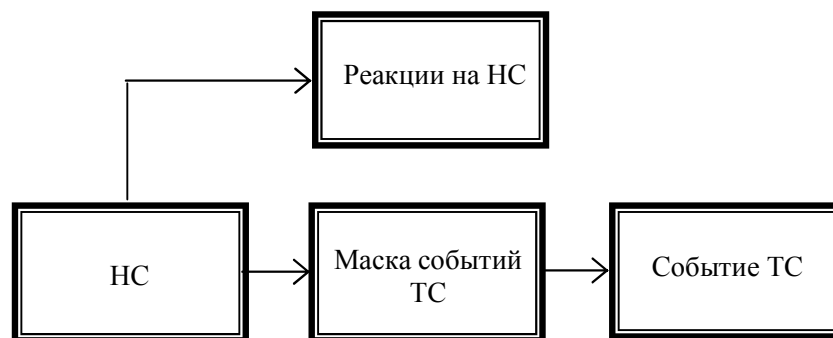 Реакции на НС
НС
Маска событий
ТС
Событие ТС